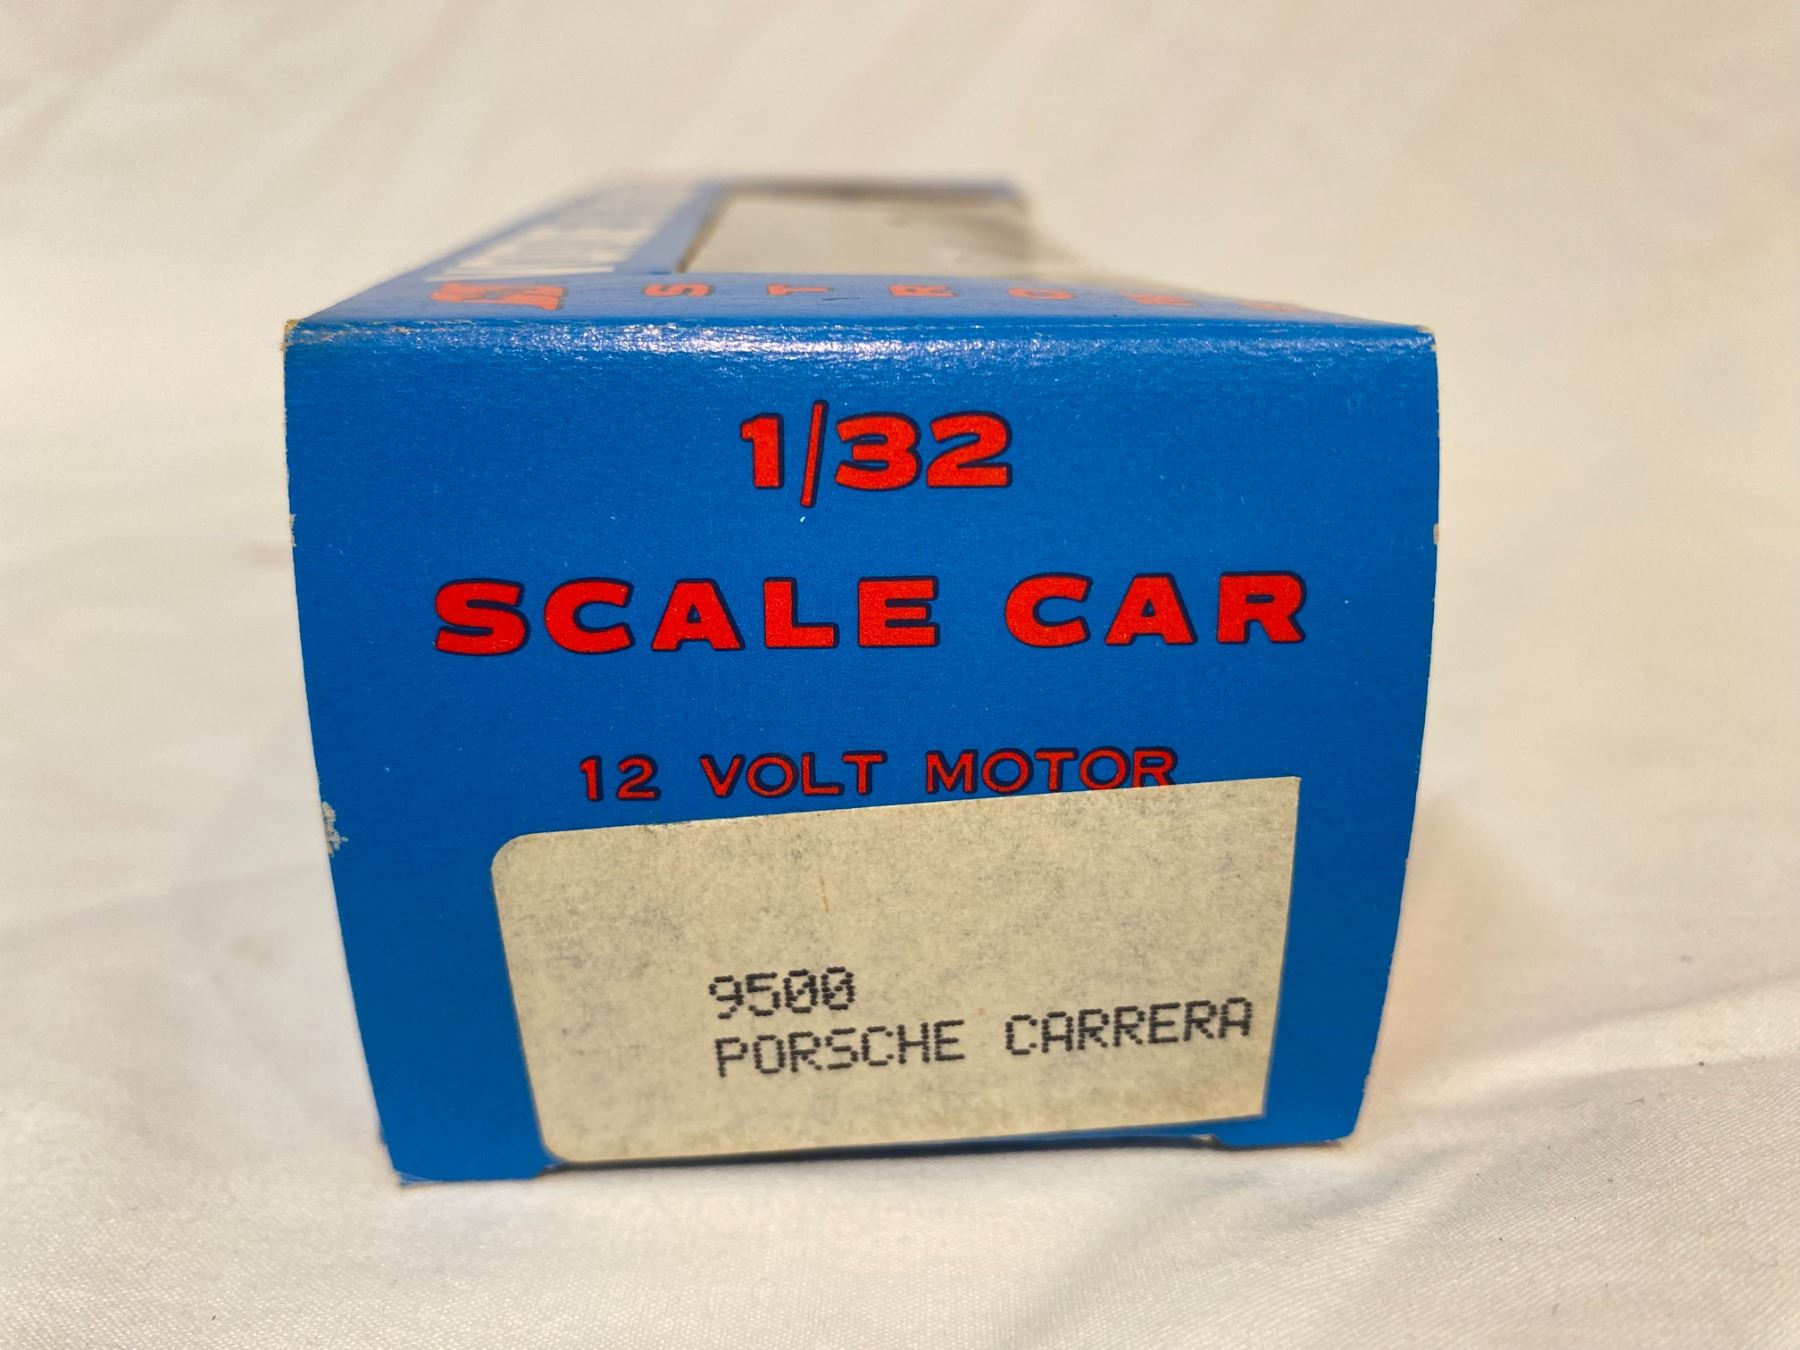 1/32
SCALE CAR
12 VOLT MOTOR
9500
PORSCHE CARRERA